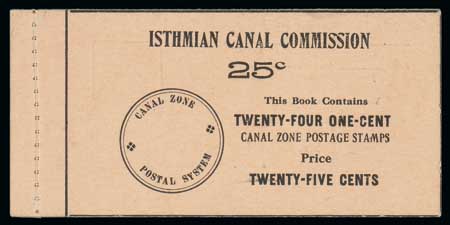 ISTHMIAN CANAL COMMISSION
25c
CANAL ZONE
POSTAL SYSTEM
This Book Contains
TWENTY-FOUR ONE-CENT
CANAL ZONE POSTAGE STAMPS
Price
TWENTY-FIVE CENTS